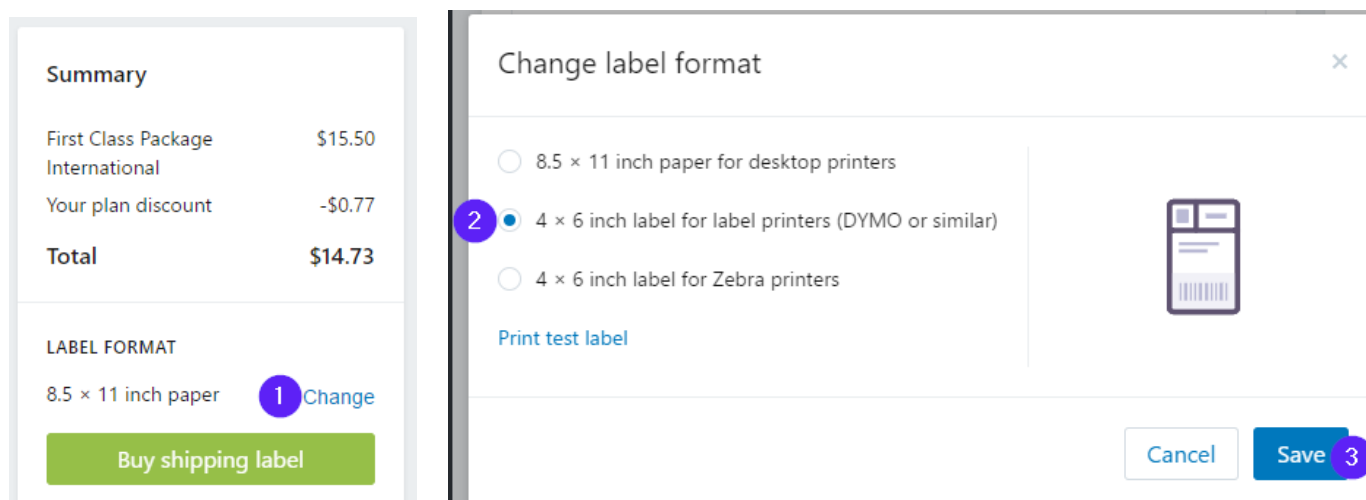 Summary
First Class Package $15.50
International
Your plan discount -$0.77
Total $14.73
LABEL FORMAT
8.5 × 11 inch paper 1 Change
Buy shipping label
Change label format ×
8.5 × 11 inch paper for desktop printers
2 4 × 6 inch label for label printers (DYMO or similar)
4 × 6 inch label for Zebra printers
Print test label
Cancel Save 3